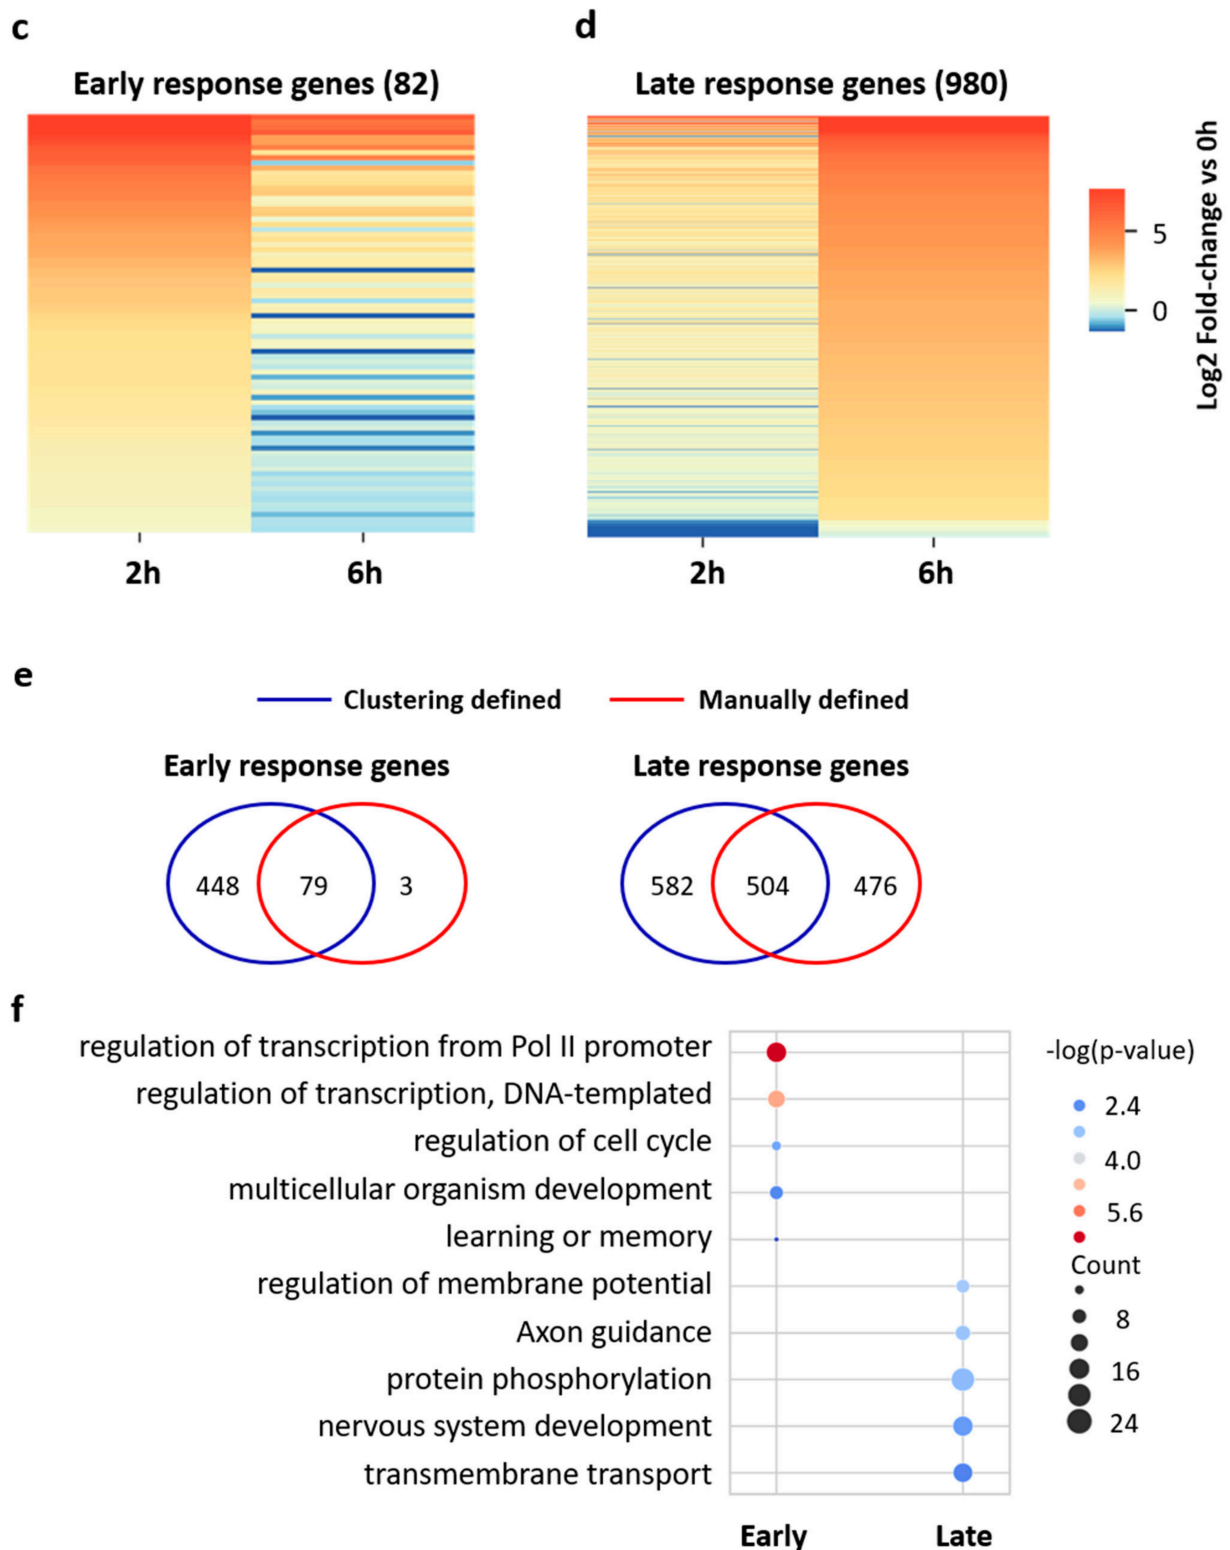 c
d
Early response genes (82)
Late response genes (980)
5
0
Log2 Fold-change vs 0h
2h
6h
2h
6h
e
Clustering defined
Manually defined
Early response genes
Late response genes
448
79
3
582
504
476
f
regulation of transcription from Pol II promoter
regulation of transcription, DNA-templated
regulation of cell cycle
multicellular organism development
learning or memory
regulation of membrane potential
Axon guidance
protein phosphorylation
nervous system development
transmembrane transport
Early
Late
-log(p-value)
2.4
4.0
5.6
Count
8
16
24